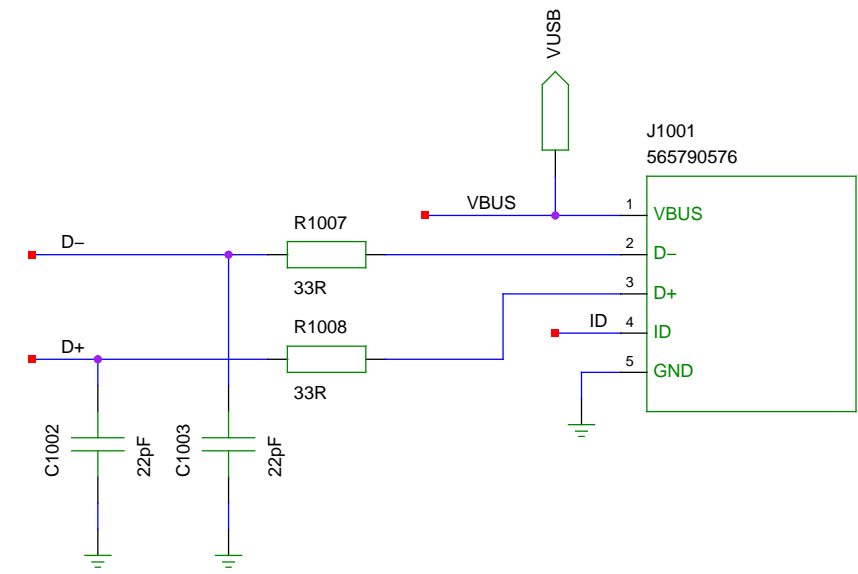 VUSB
J1001
565790576
VBUS
1
VBUS
R1007
D−
2
D−
33R
3
D+
R1008
ID
4
ID
D+
5
GND
33R
C1002
22pF
C1003
22pF